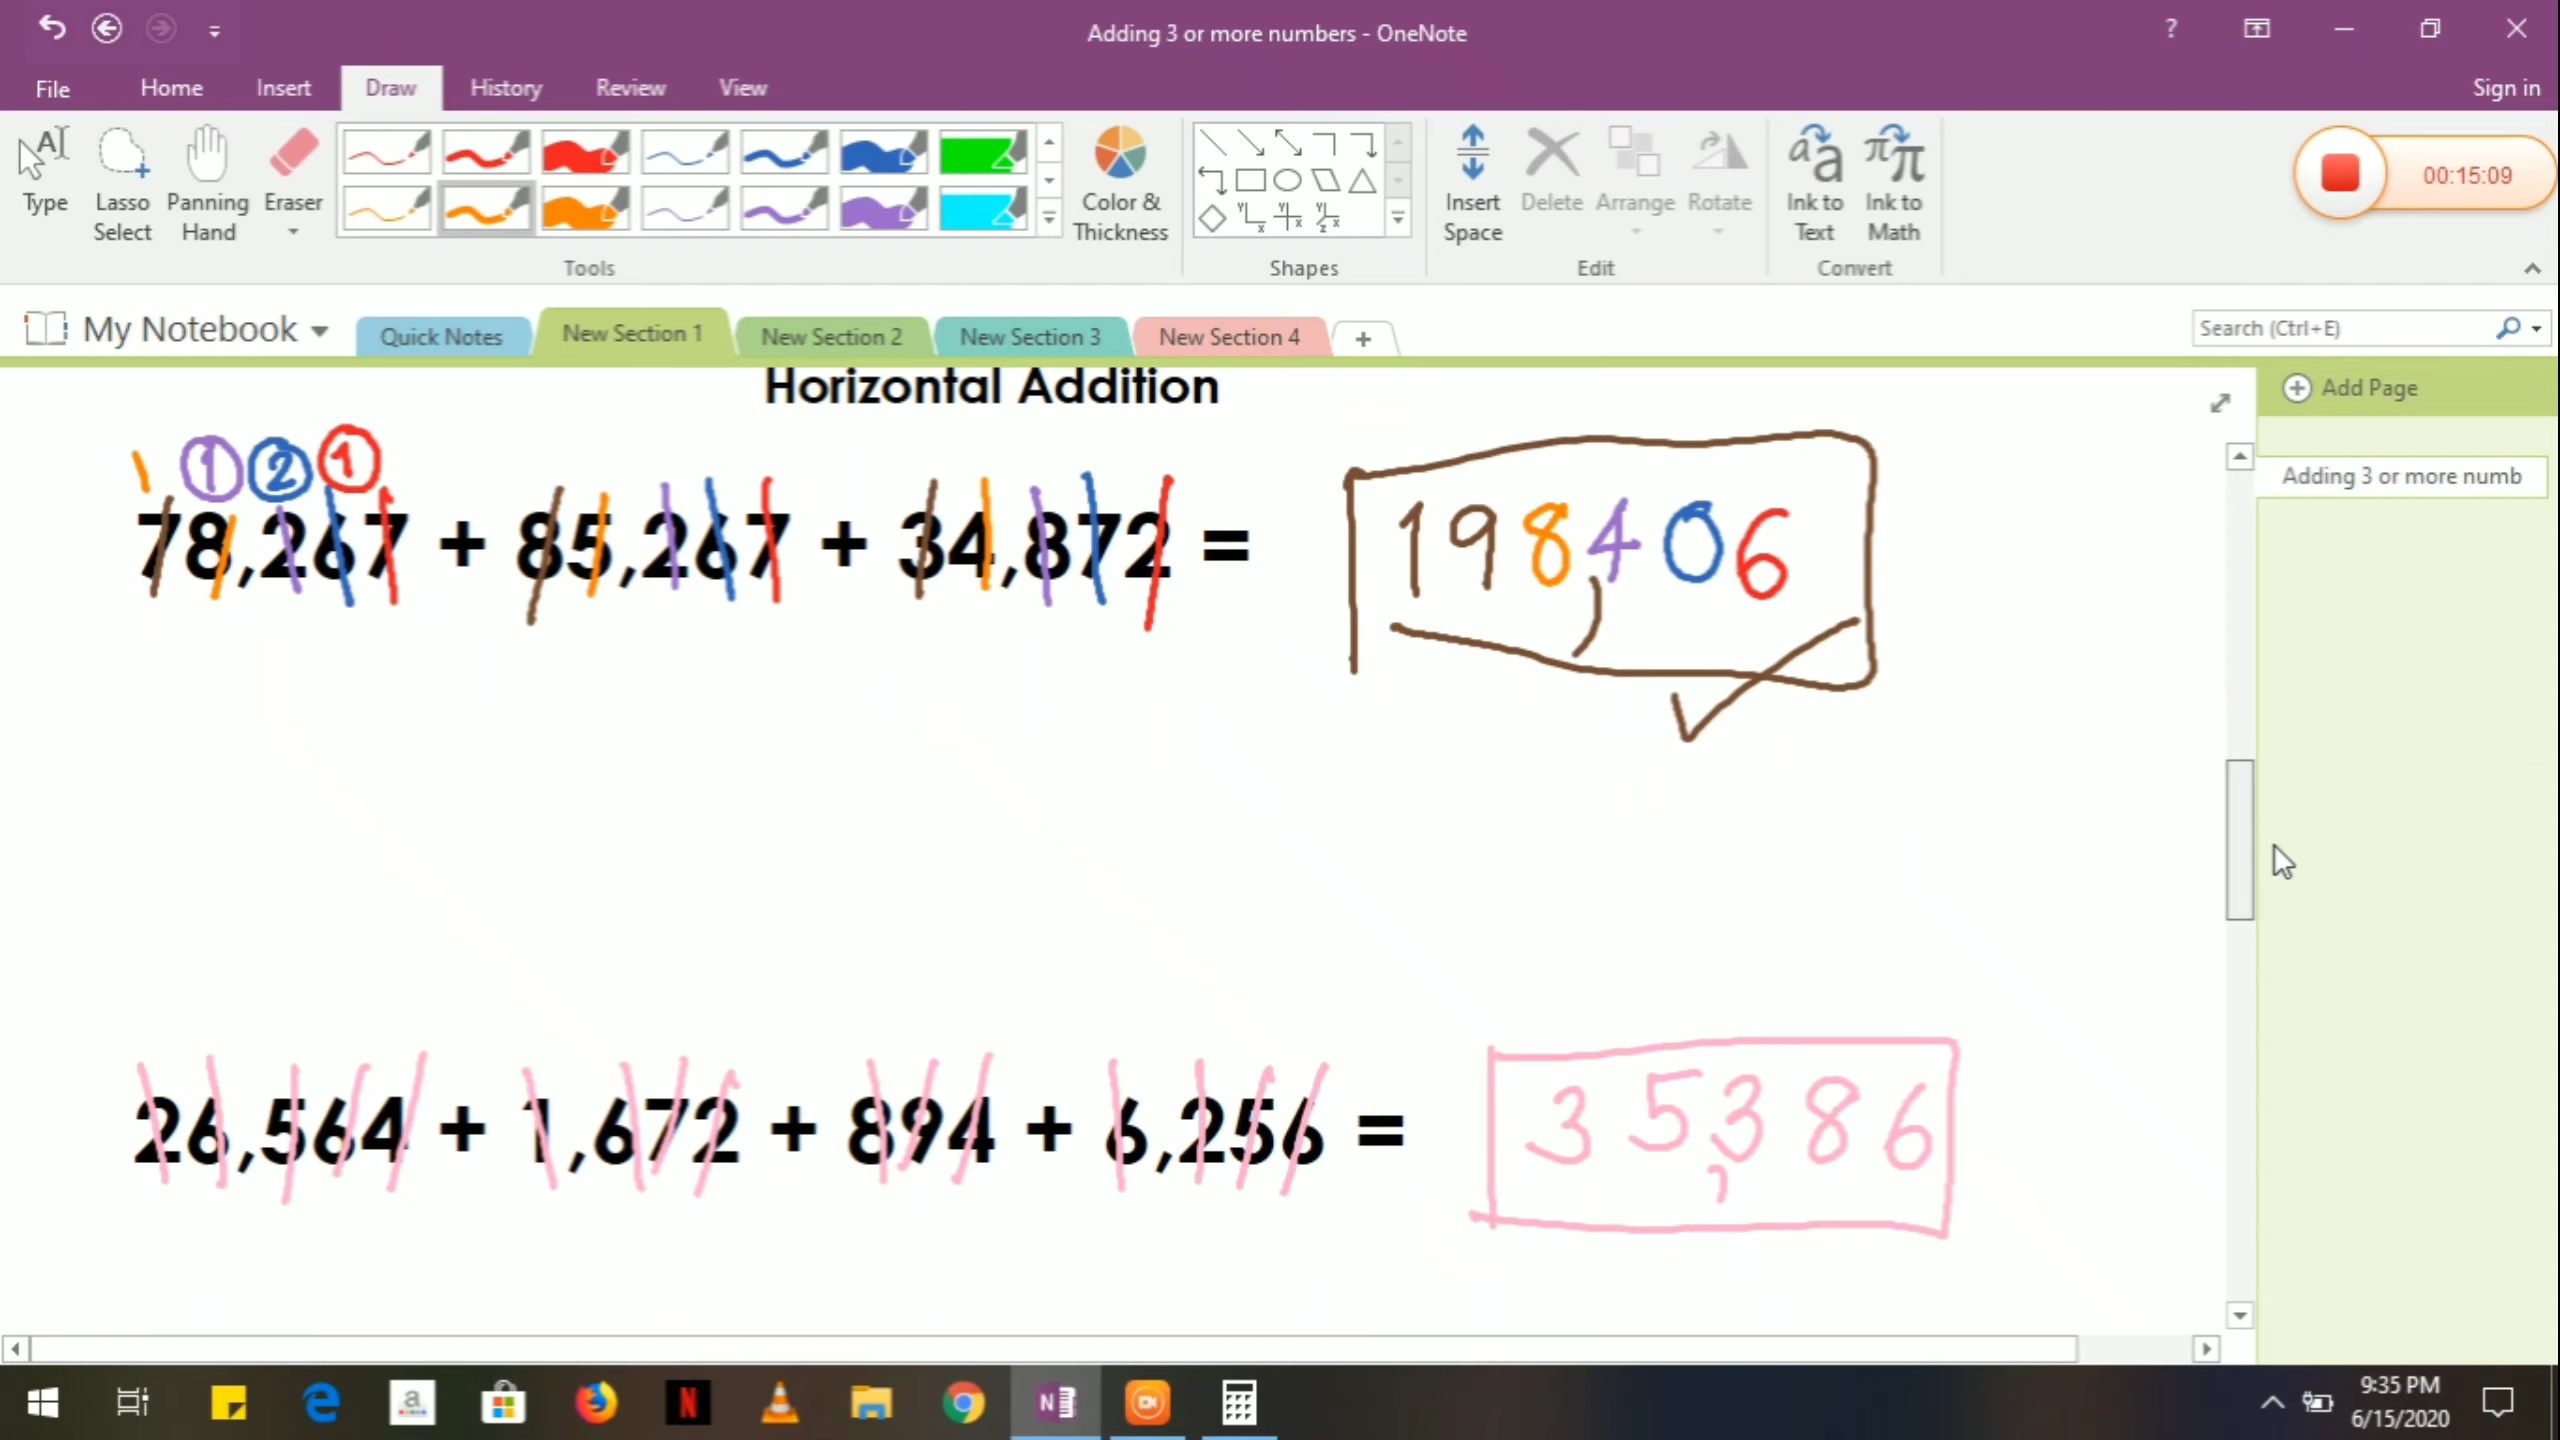 Adding 3 or more numbers - OneNote
?
File Home Insert Draw History Review View Sign in
Type
Lasso Select
Panning Hand
Eraser
Color & Thickness
Insert Space
Delete
Arrange
Rotate
Ink to Text
Ink to Math
00:15:09
Tools Shapes Edit Convert
My Notebook Quick Notes New Section 1 New Section 2 New Section 3 New Section 4 + Search (Ctrl+E)
Add Page
Adding 3 or more numb
Horizontal Addition
1 1 2 1
78,267 + 85,267 + 34,872 = 198,406
26,564 + 1,672 + 894 + 6,256 = 35,386
9:35 PM
6/15/2020